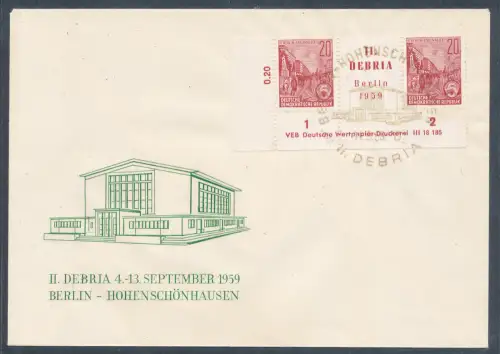 20
II.
DEBRIA
Berlin
1959
20
DEUTSCHE
DEMOKRATISCHE REPUBLIK
DEUTSCHE
DEMOKRATISCHE REPUBLIK
0.20
1
2
VEB Deutsche Wertpapier-Druckerei III 18 185
II. DEBRIA
II. DEBRIA 4.-13. SEPTEMBER 1959
BERLIN - HOHENSCHÖNHAUSEN